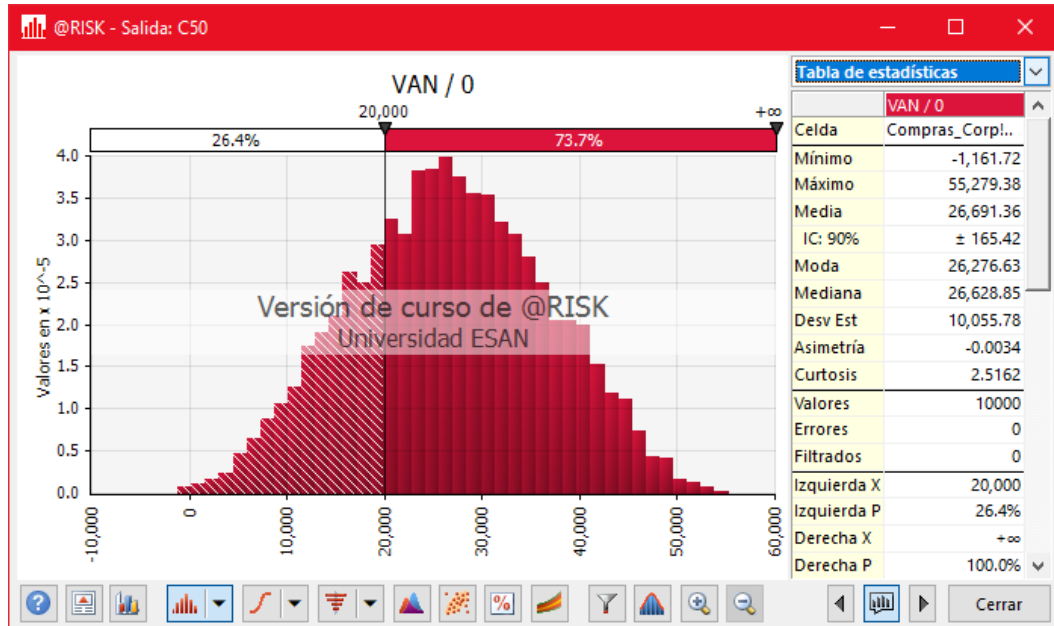 @RISK - Salida: C50
VAN / 0
20,000 +∞
26.4% 73.7%
4.0
3.5
3.0
2.5
2.0
1.5
1.0
0.5
0.0
Valores en x 10^-5
-10,000 0 10,000 20,000 30,000 40,000 50,000 60,000
Versión de curso de @RISK
Universidad ESAN
Tabla de estadísticas
VAN / 0
Celda Compras_Corp!..
Mínimo -1,161.72
Máximo 55,279.38
Media 26,691.36
IC: 90% ± 165.42
Moda 26,276.63
Mediana 26,628.85
Desv Est 10,055.78
Asimetría -0.0034
Curtosis 2.5162
Valores 10000
Errores 0
Filtrados 0
Izquierda X 20,000
Izquierda P 26.4%
Derecha X +∞
Derecha P 100.0%
? %
Cerrar